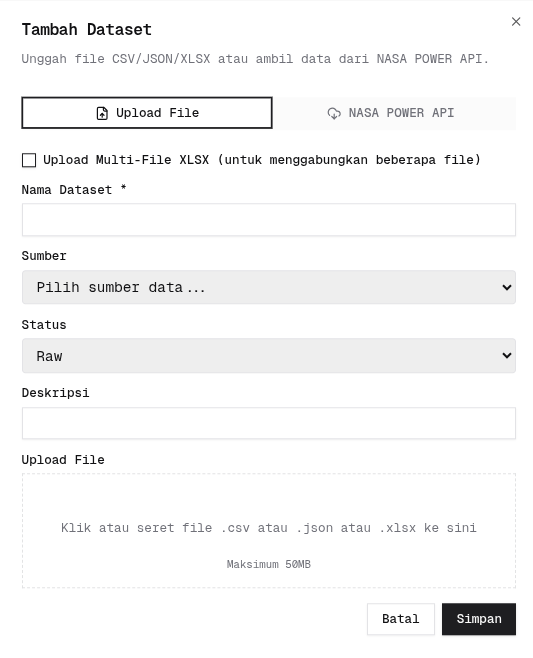 Tambah Dataset
Unggah file CSV/JSON/XLSX atau ambil data dari NASA POWER API.
Upload File
NASA POWER API
Upload Multi-File XLSX (untuk menggabungkan beberapa file)
Nama Dataset *
Sumber
Pilih sumber data...
Status
Raw
Deskripsi
Upload File
Klik atau seret file .csv atau .json atau .xlsx ke sini
Maksimum 50MB
Batal
Simpan